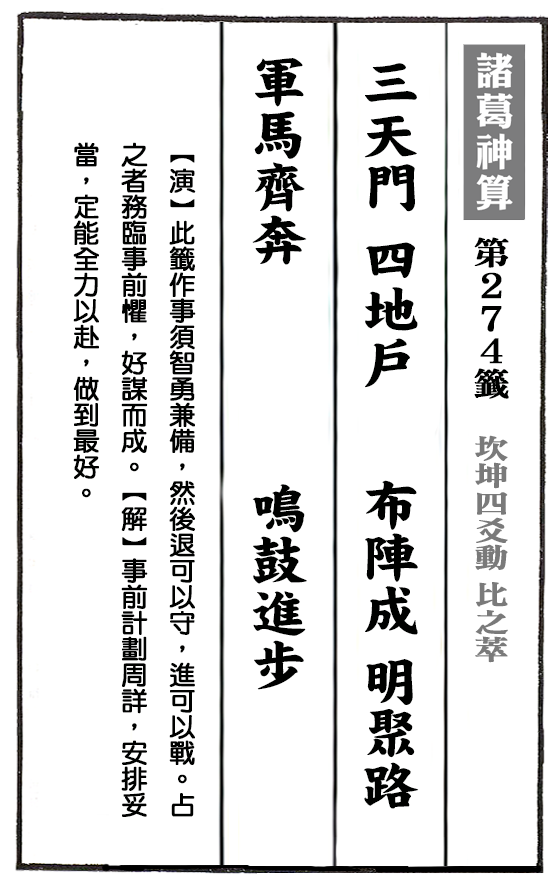 諸葛神算 第274籤 坎坤四爻動 比之萃
三天門 四地戶 布陣成 明聚路
軍馬齊奔 鳴鼓進步
【演】此籤作事須智勇兼備,然後退可以守,進可以戰。占
之者務臨事前懼,好謀而成。【解】事前計劃周詳,安排妥
當,定能全力以赴,做到最好。